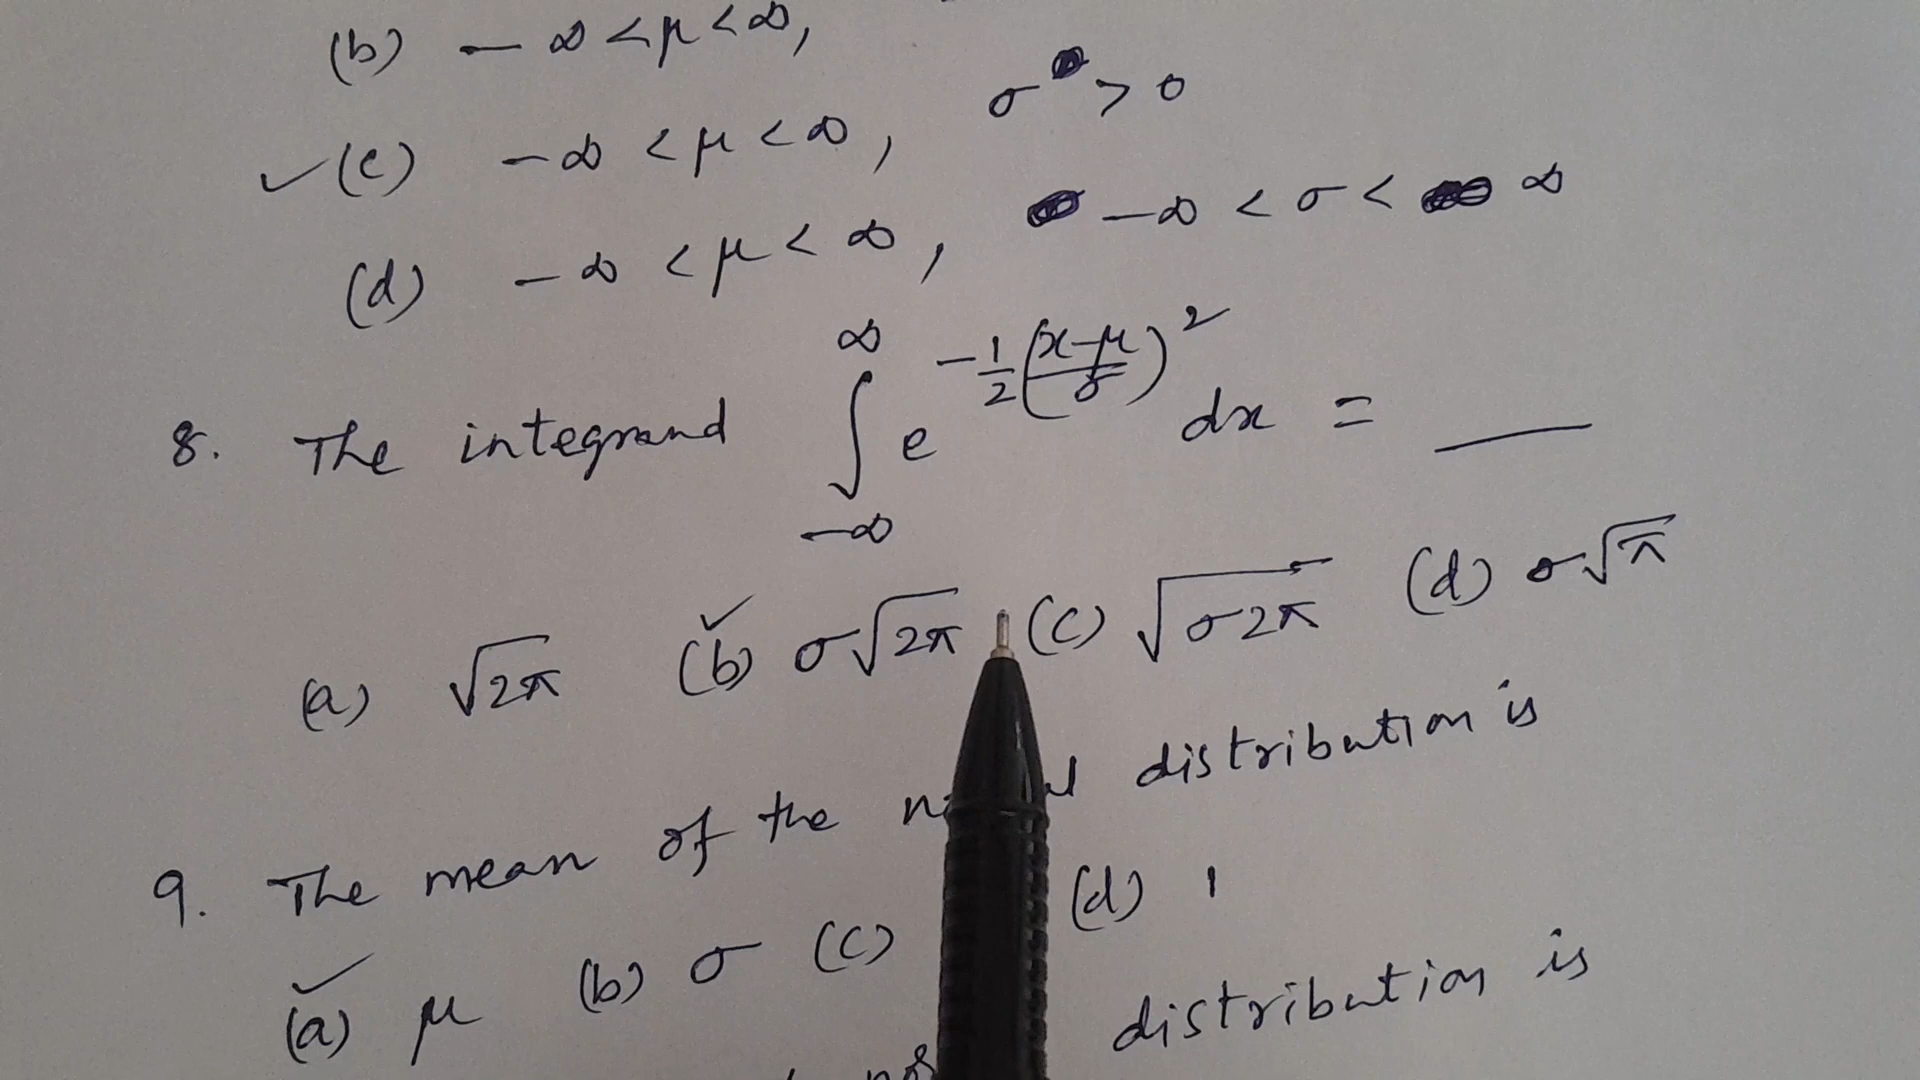 (b) -∞ < μ < ∞,
✓(c) -∞ < μ < ∞, σ > 0
(d) -∞ < μ < ∞, -∞ < σ < ∞
8. The integrand ∫_{-∞}^{∞} e^{-1/2((x-μ)/σ)^2} dx = ___
(a) √2π ✓(b) σ√2π (c) √σ2π (d) σ√π
9. The mean of the distribution is
✓(a) μ (b) σ (c) (d) 1
distribution is